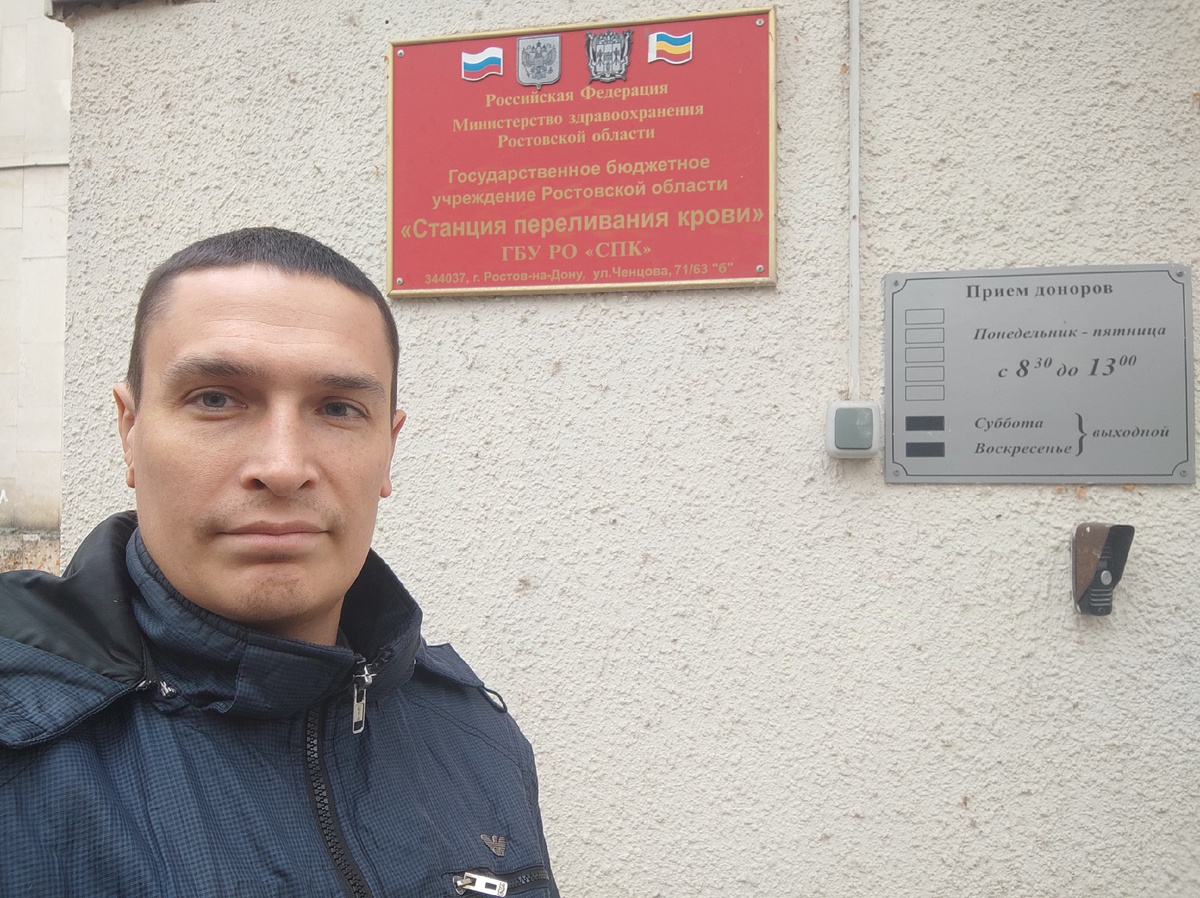 Российская Федерация
Министерство здравоохранения
Ростовской области
Государственное бюджетное
учреждение Ростовской области
«Станция переливания крови»
ГБУ РО «СПК»
344037, г. Ростов-на-Дону, ул.Ченцова, 71/63 "б"
Прием доноров
Понедельник - пятница
с 8 30 до 13 00
Суббота
Воскресенье
выходной